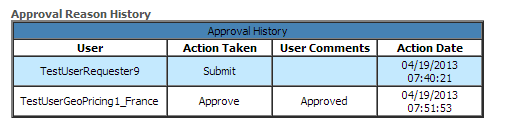 Approval Reason History
Approval History
User Action Taken User Comments Action Date
TestUserRequester9 Submit 04/19/2013 07:40:21
TestUserGeoPricing1_France Approve Approved 04/19/2013 07:51:53